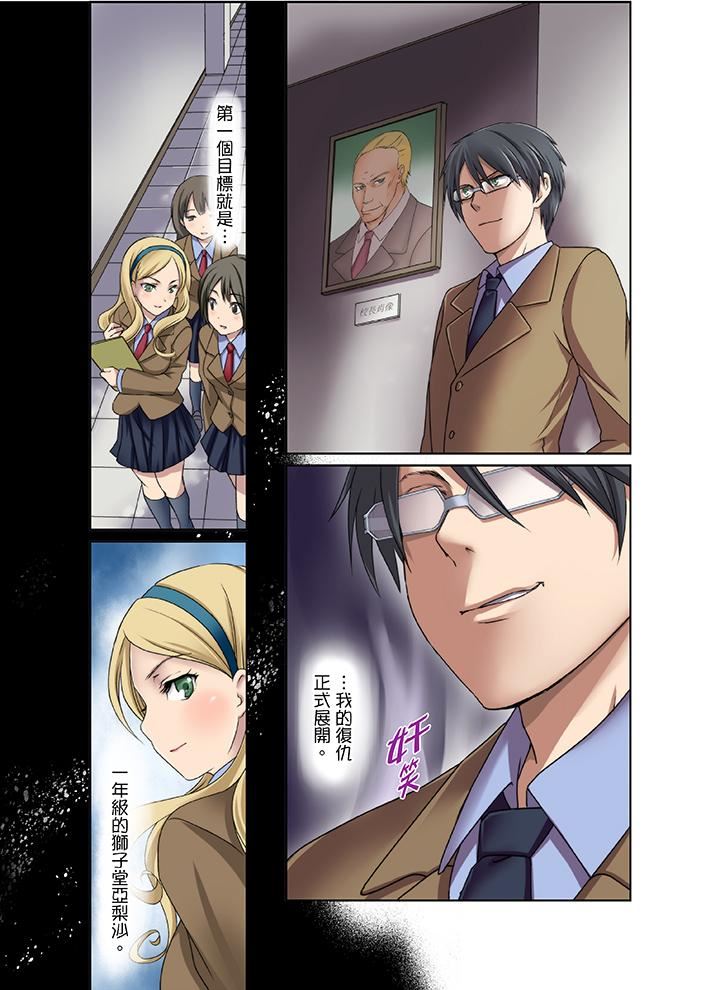 校長肖像
…我的復仇
正式展開。
奸笑
第一個目標就是…
一年級的獅子堂亞梨沙。